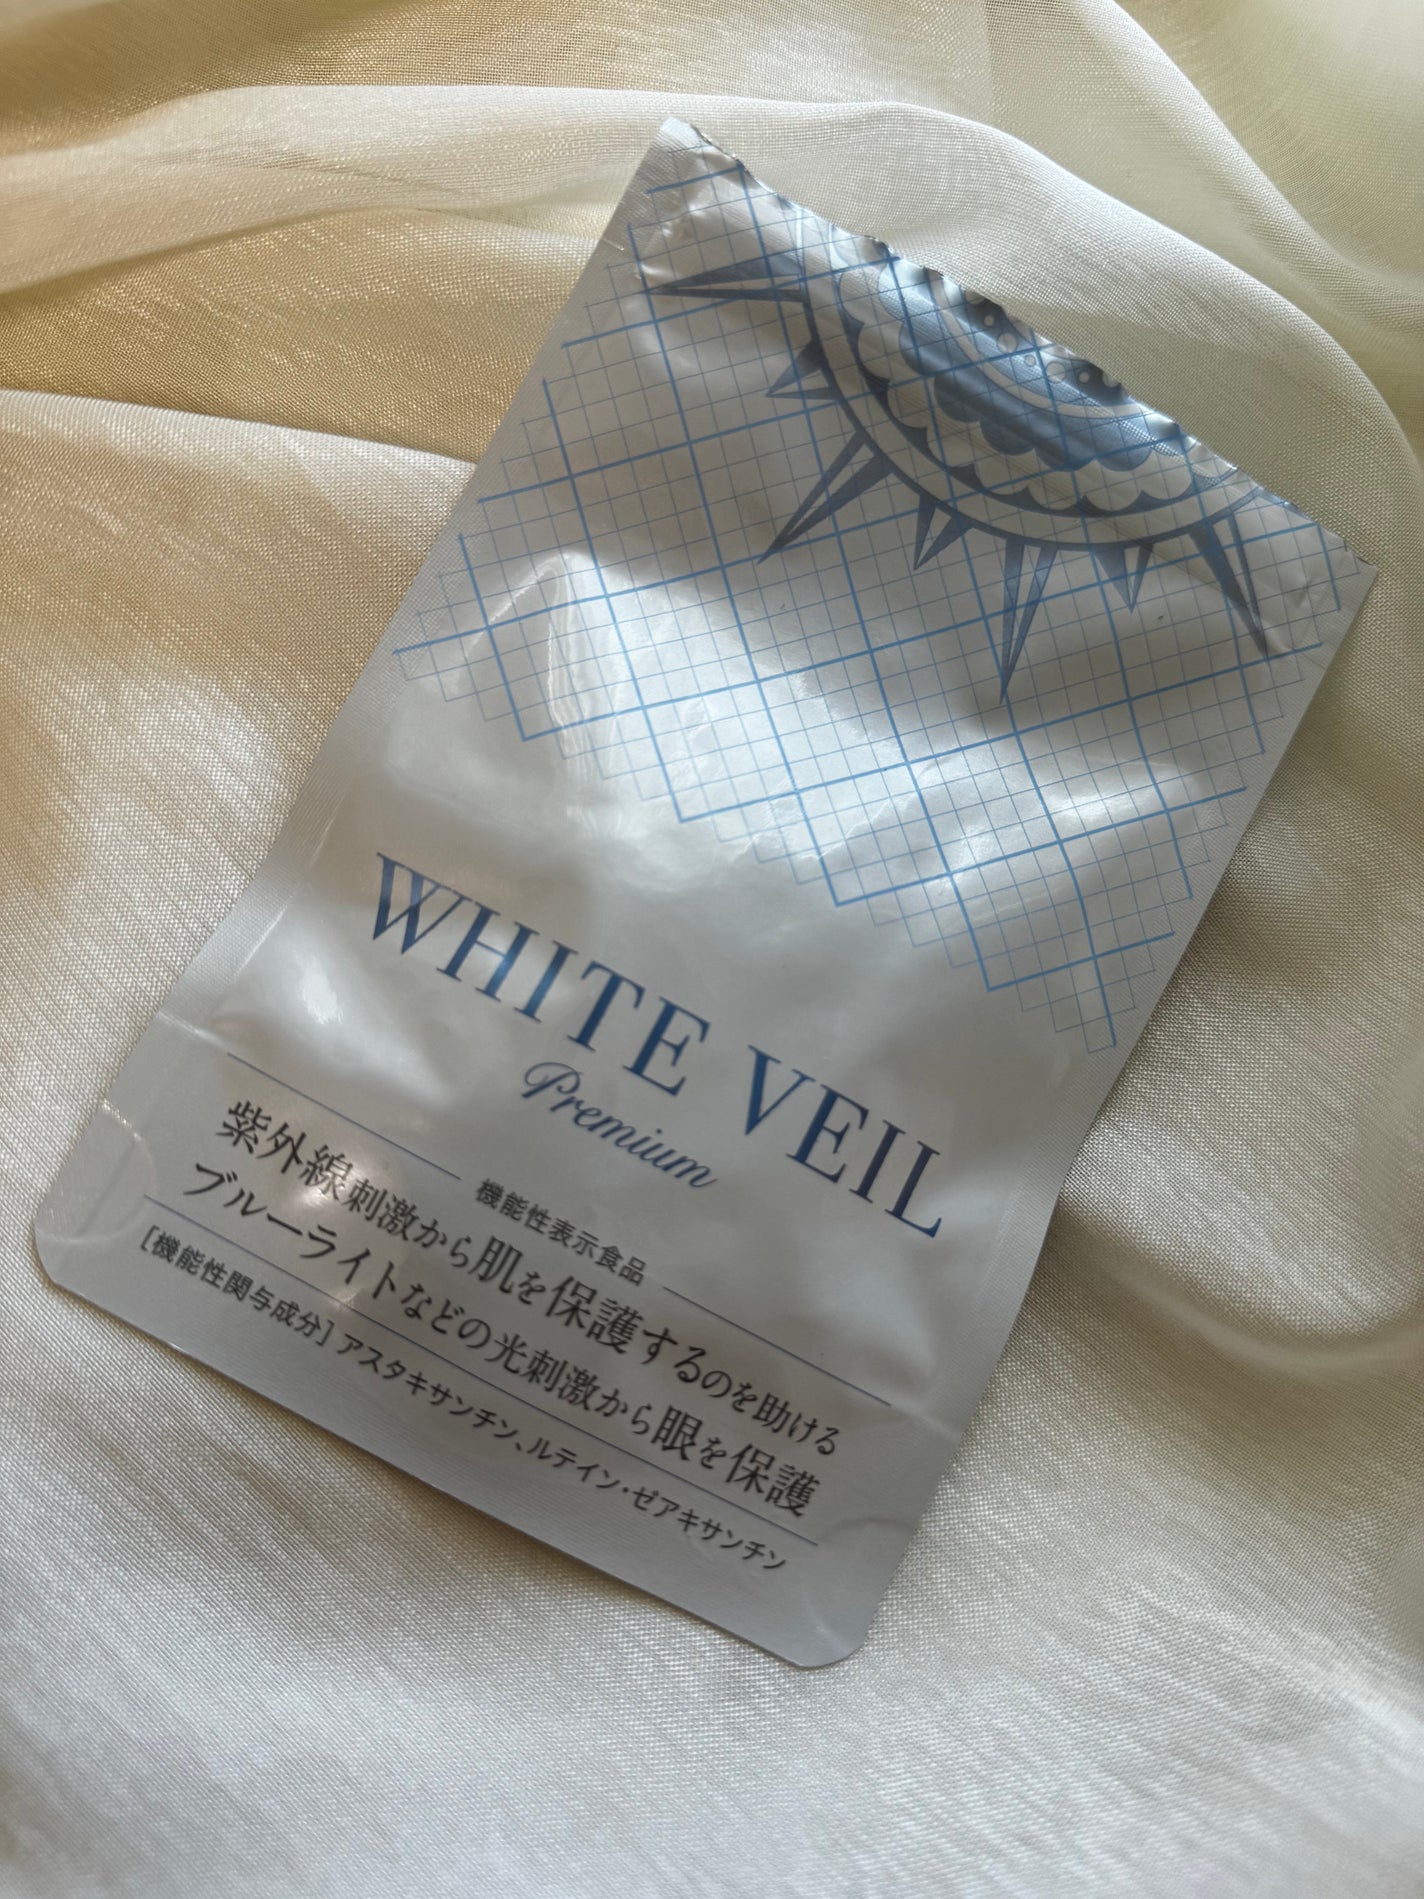 WHITE VEIL
Premium
機能性表示食品
紫外線刺激から肌を保護するのを助ける
ブルーライトなどの光刺激から眼を保護
[機能性関与成分] アスタキサンチン、ルテイン・ゼアキサンチン